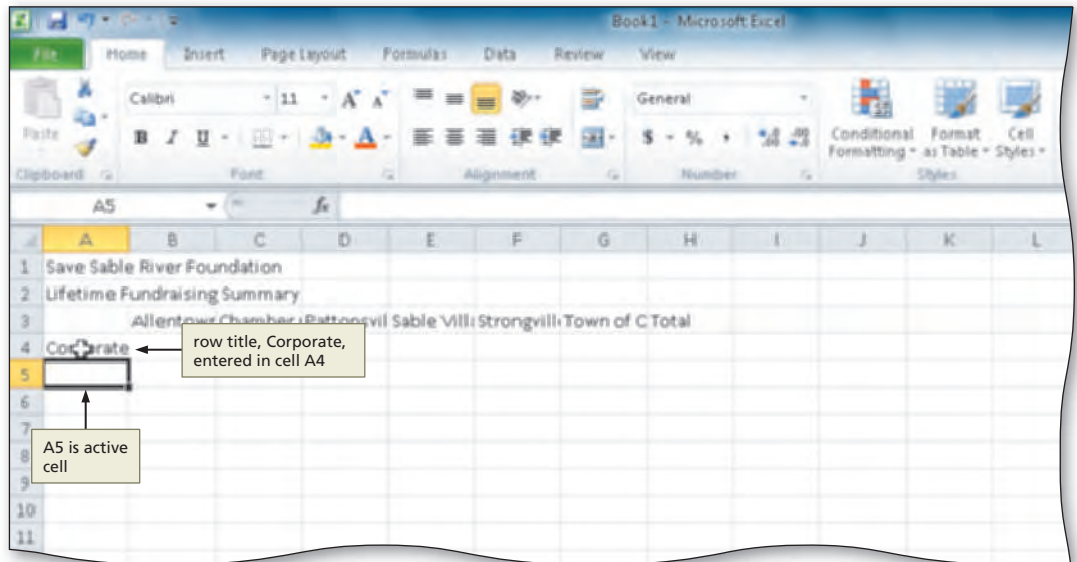 Book1 - Microsoft Excel
File Home Insert Page Layout Formulas Data Review View
Calibri 11 A A General
Paste B I U A $ % , Conditional Formatting Format as Table Cell Styles
Clipboard Font Alignment Number Styles
A5 fx
A B C D E F G H I J K L
1 Save Sable River Foundation
2 Lifetime Fundraising Summary
3 Allentown Chamber Pattonsvil Sable Villa Strongville Town of C Total
4 Corporate
row title, Corporate,
entered in cell A4
5
6
7
A5 is active
cell
8
9
10
11